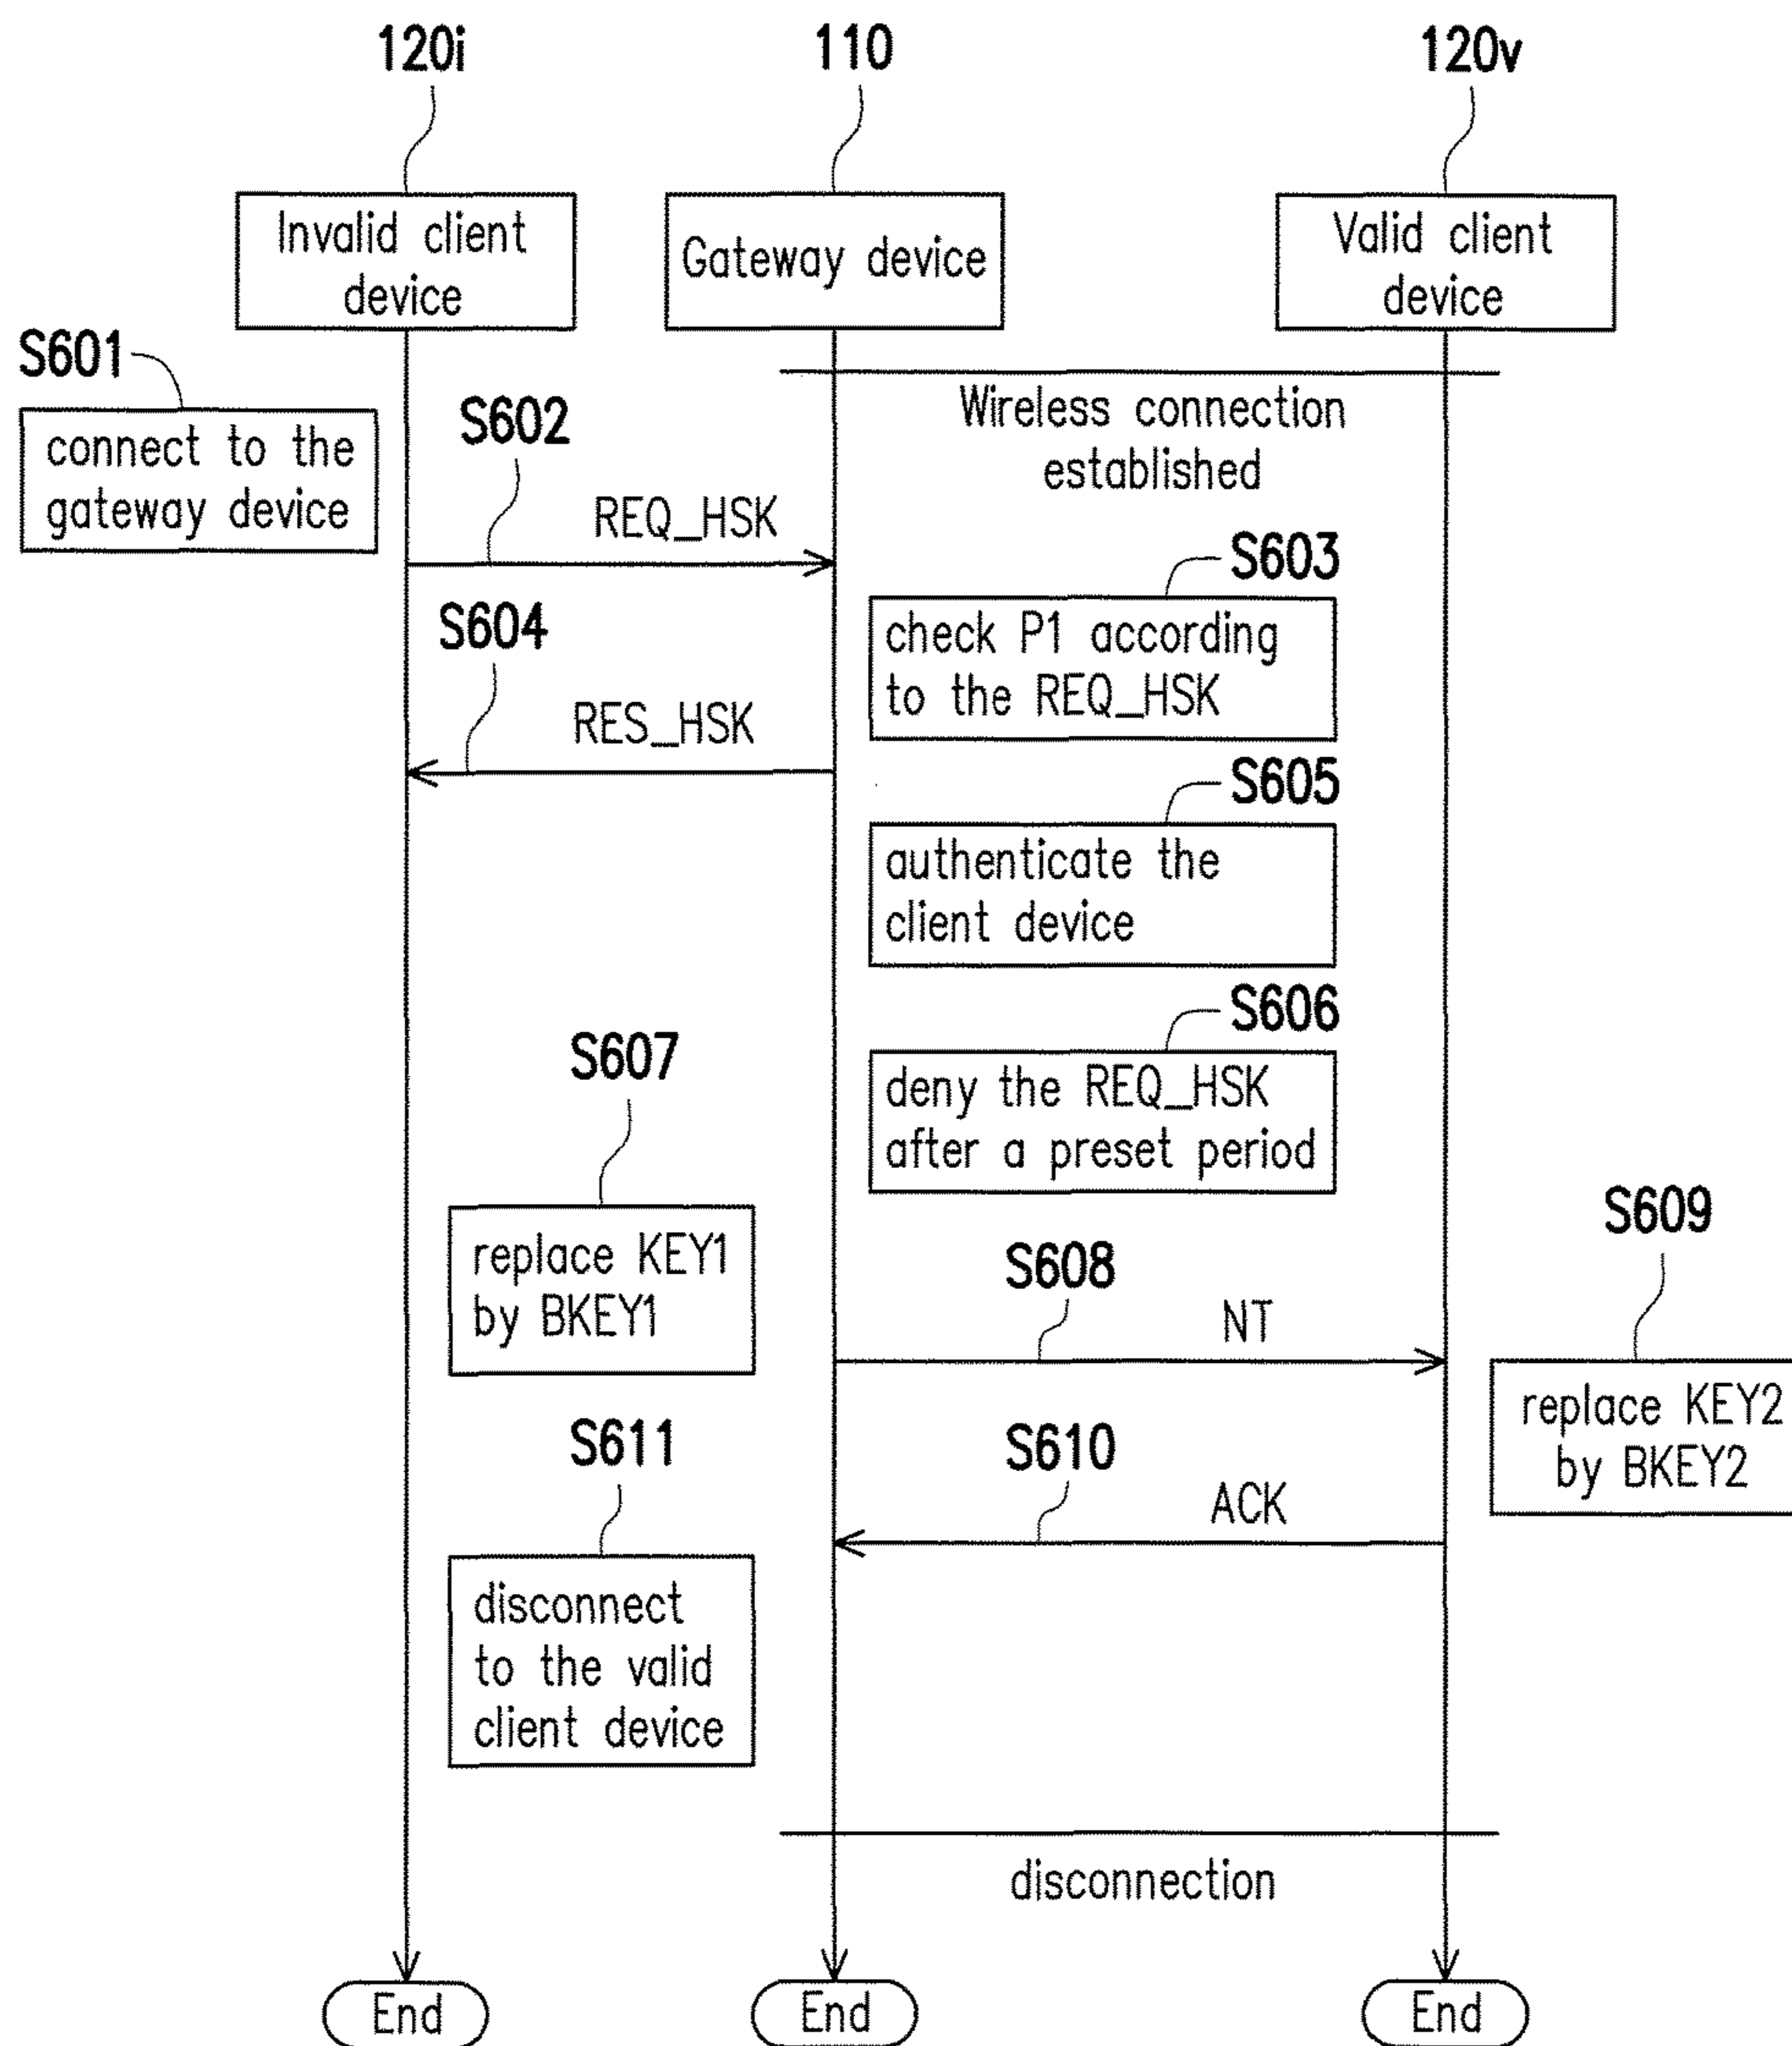 120i
110
120v
Invalid client
device
Gateway device
Valid client
device
S601
connect to the
gateway device
Wireless connection
established
S602
REQ_HSK
S603
check P1 according
to the REQ_HSK
S604
RES_HSK
S605
authenticate the
client device
S606
deny the REQ_HSK
after a preset period
S607
replace KEY1
by BKEY1
S608
NT
S609
replace KEY2
by BKEY2
S610
ACK
S611
disconnect
to the valid
client device
disconnection
End
End
End